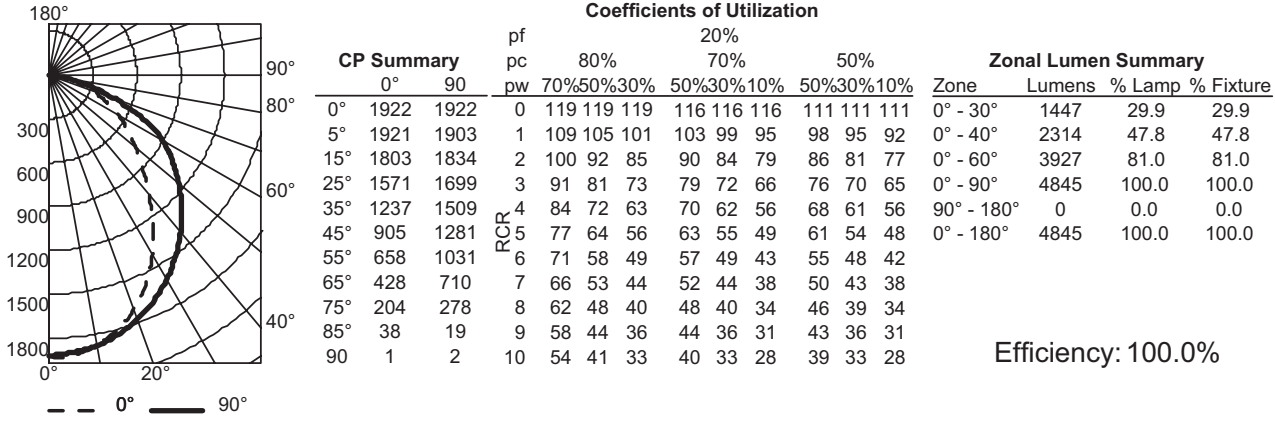 180°
90°
80°
60°
40°
20°
0°
300
600
900
1200
1500
1800
0° 90°
CP Summary
0° 90
0° 1922 1922
5° 1921 1903
15° 1803 1834
25° 1571 1699
35° 1237 1509
45° 905 1281
55° 658 1031
65° 428 710
75° 204 278
85° 38 19
90 1 2
Coefficients of Utilization
pf 20%
pc 80% 70% 50%
pw 70%50%30% 50%30%10% 50%30%10%
RCR
0 119 119 119 116 116 116 111 111 111
1 109 105 101 103 99 95 98 95 92
2 100 92 85 90 84 79 86 81 77
3 91 81 73 79 72 66 76 70 65
4 84 72 63 70 62 56 68 61 56
5 77 64 56 63 55 49 61 54 48
6 71 58 49 57 49 43 55 48 42
7 66 53 44 52 44 38 50 43 38
8 62 48 40 48 40 34 46 39 34
9 58 44 36 44 36 31 43 36 31
10 54 41 33 40 33 28 39 33 28
Zonal Lumen Summary
Zone Lumens % Lamp % Fixture
0° - 30° 1447 29.9 29.9
0° - 40° 2314 47.8 47.8
0° - 60° 3927 81.0 81.0
0° - 90° 4845 100.0 100.0
90° - 180° 0 0.0 0.0
0° - 180° 4845 100.0 100.0
Efficiency: 100.0%